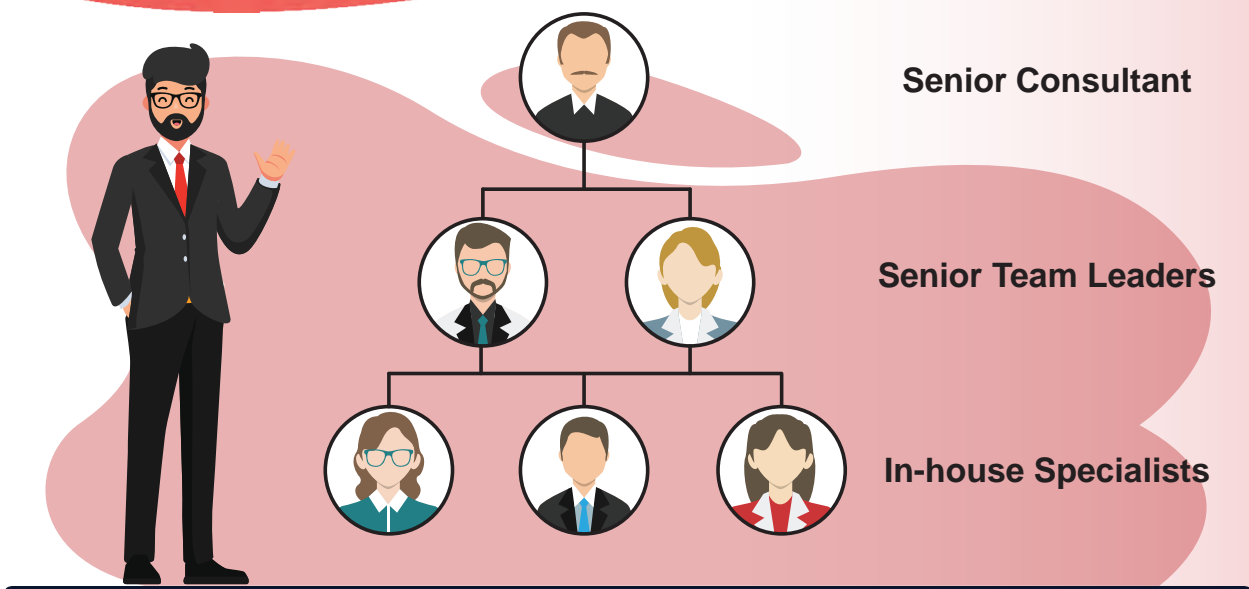 Senior Consultant
Senior Team Leaders
In-house Specialists